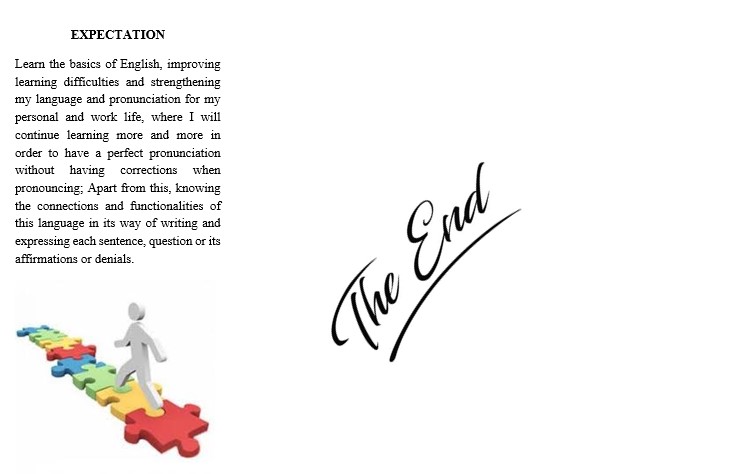 EXPECTATION
Learn the basics of English, improving
learning difficulties and strengthening
my language and pronunciation for my
personal and work life, where I will
continue learning more and more in
order to have a perfect pronunciation
without having corrections when
pronouncing; Apart from this, knowing
the connections and functionalities of
this language in its way of writing and
expressing each sentence, question or its
affirmations or denials.
The End